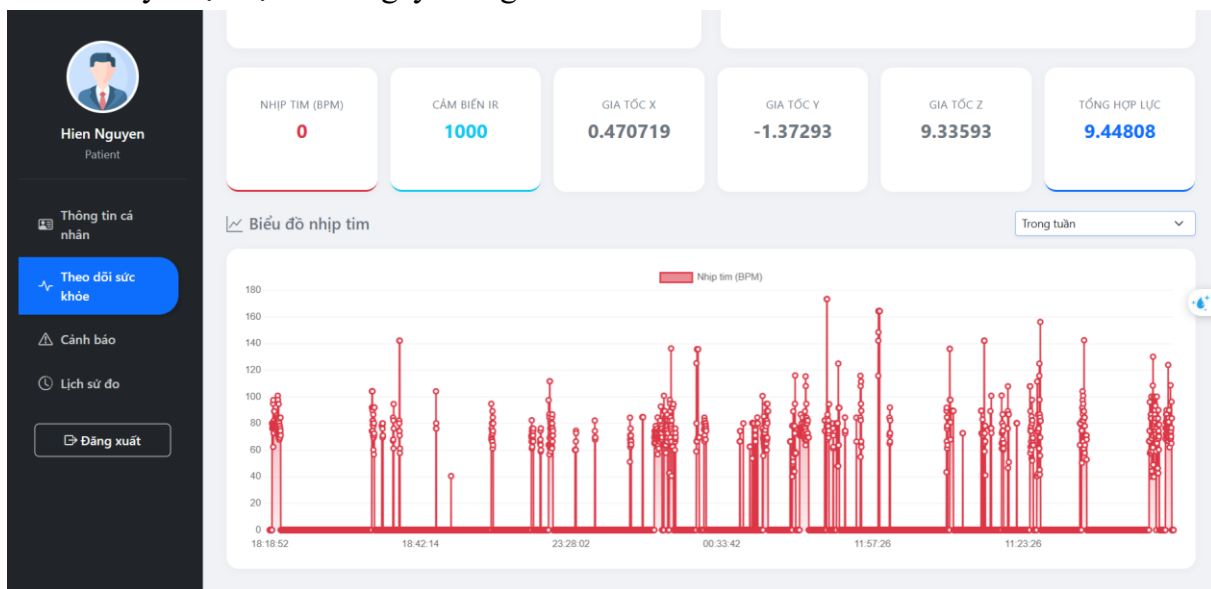 Hien Nguyen
Patient
Thông tin cá
nhân
Theo dõi sức
khỏe
Cảnh báo
Lịch sử đo
Đăng xuất
NHỊP TIM (BPM)
0
CẢM BIẾN IR
1000
GIA TỐC X
0.470719
GIA TỐC Y
-1.37293
GIA TỐC Z
9.33593
TỔNG HỢP LỰC
9.44808
Biểu đồ nhịp tim
Trong tuần
Nhịp tim (BPM)
180
160
140
120
100
80
60
40
20
0
18:18:52 18:42:14 23:28:02 00:33:42 11:57:26 11:23:26